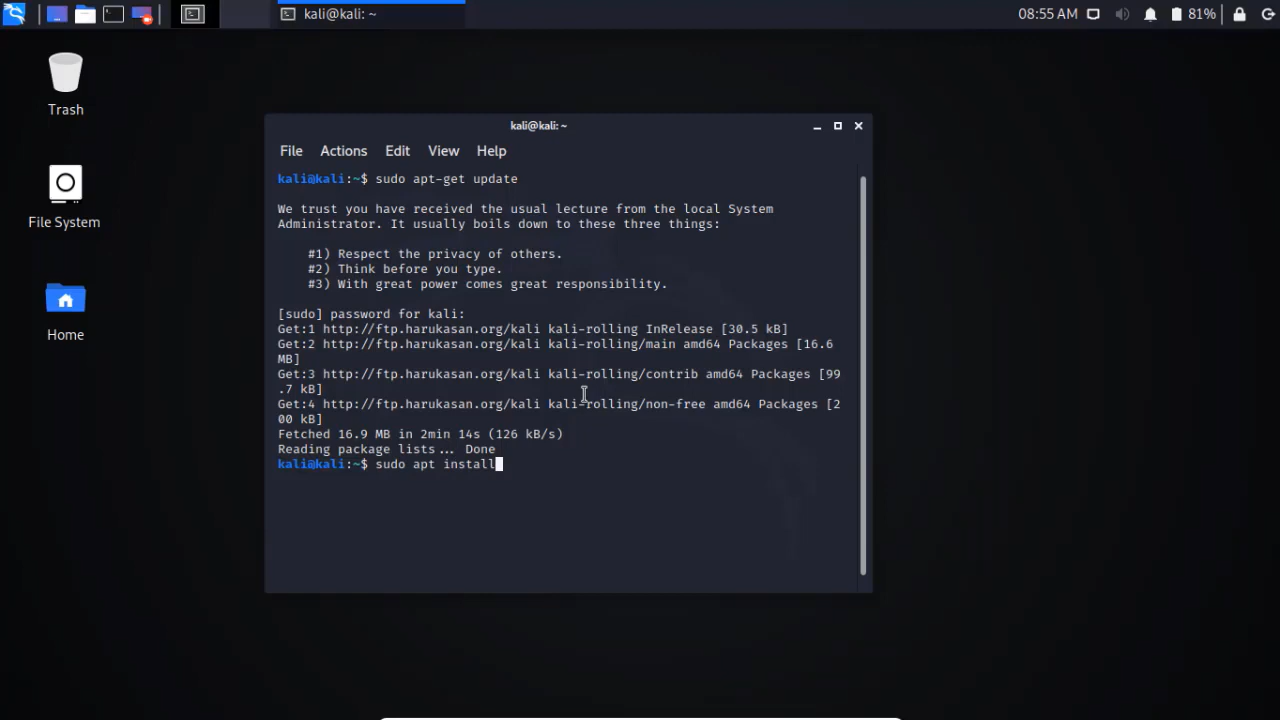 kali@kali: ~
08:55 AM
81%
Trash
File System
Home
kali@kali: ~
File Actions Edit View Help
kali@kali:~$ sudo apt-get update
We trust you have received the usual lecture from the local System
Administrator. It usually boils down to these three things:
#1) Respect the privacy of others.
#2) Think before you type.
#3) With great power comes great responsibility.
[sudo] password for kali:
Get:1 http://ftp.harukasan.org/kali kali-rolling InRelease [30.5 kB]
Get:2 http://ftp.harukasan.org/kali kali-rolling/main amd64 Packages [16.6
MB]
Get:3 http://ftp.harukasan.org/kali kali-rolling/contrib amd64 Packages [99
.7 kB]
Get:4 http://ftp.harukasan.org/kali kali-rolling/non-free amd64 Packages [2
00 kB]
Fetched 16.9 MB in 2min 14s (126 kB/s)
Reading package lists... Done
kali@kali:~$ sudo apt install